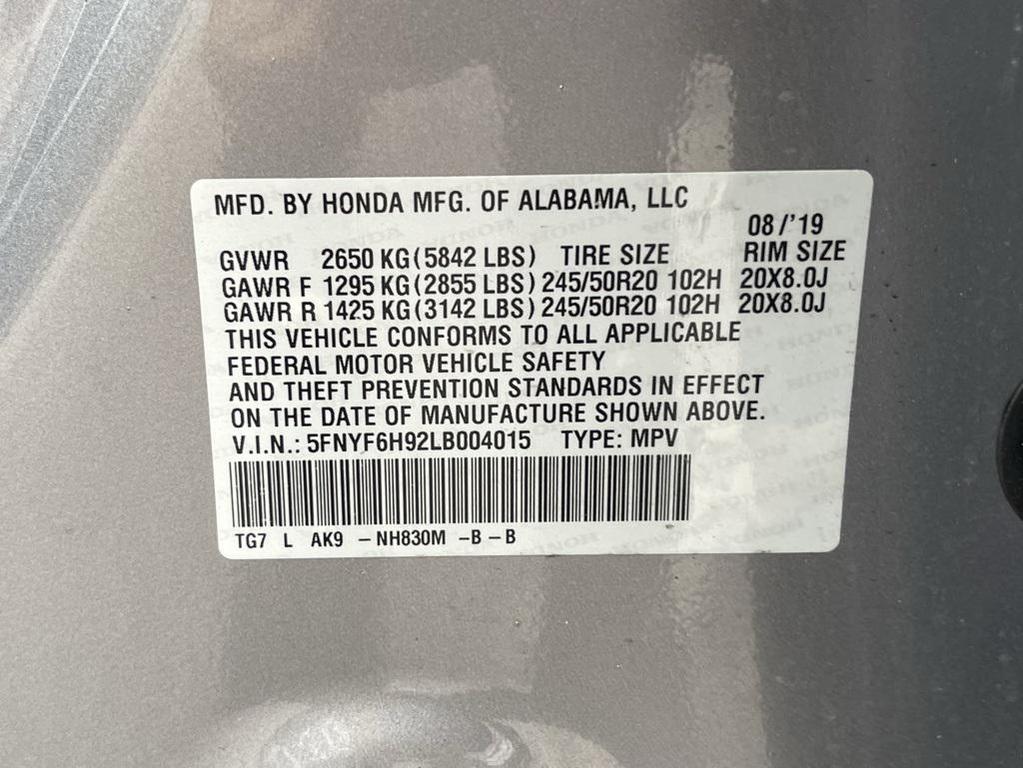 MFD. BY HONDA MFG. OF ALABAMA, LLC
08/'19
GVWR 2650 KG(5842 LBS) TIRE SIZE RIM SIZE
GAWR F 1295 KG(2855 LBS) 245/50R20 102H 20X8.0J
GAWR R 1425 KG(3142 LBS) 245/50R20 102H 20X8.0J
THIS VEHICLE CONFORMS TO ALL APPLICABLE
FEDERAL MOTOR VEHICLE SAFETY
AND THEFT PREVENTION STANDARDS IN EFFECT
ON THE DATE OF MANUFACTURE SHOWN ABOVE.
V.I.N.: 5FNYF6H92LB004015 TYPE: MPV
TG7 L AK9 -NH830M -B -B